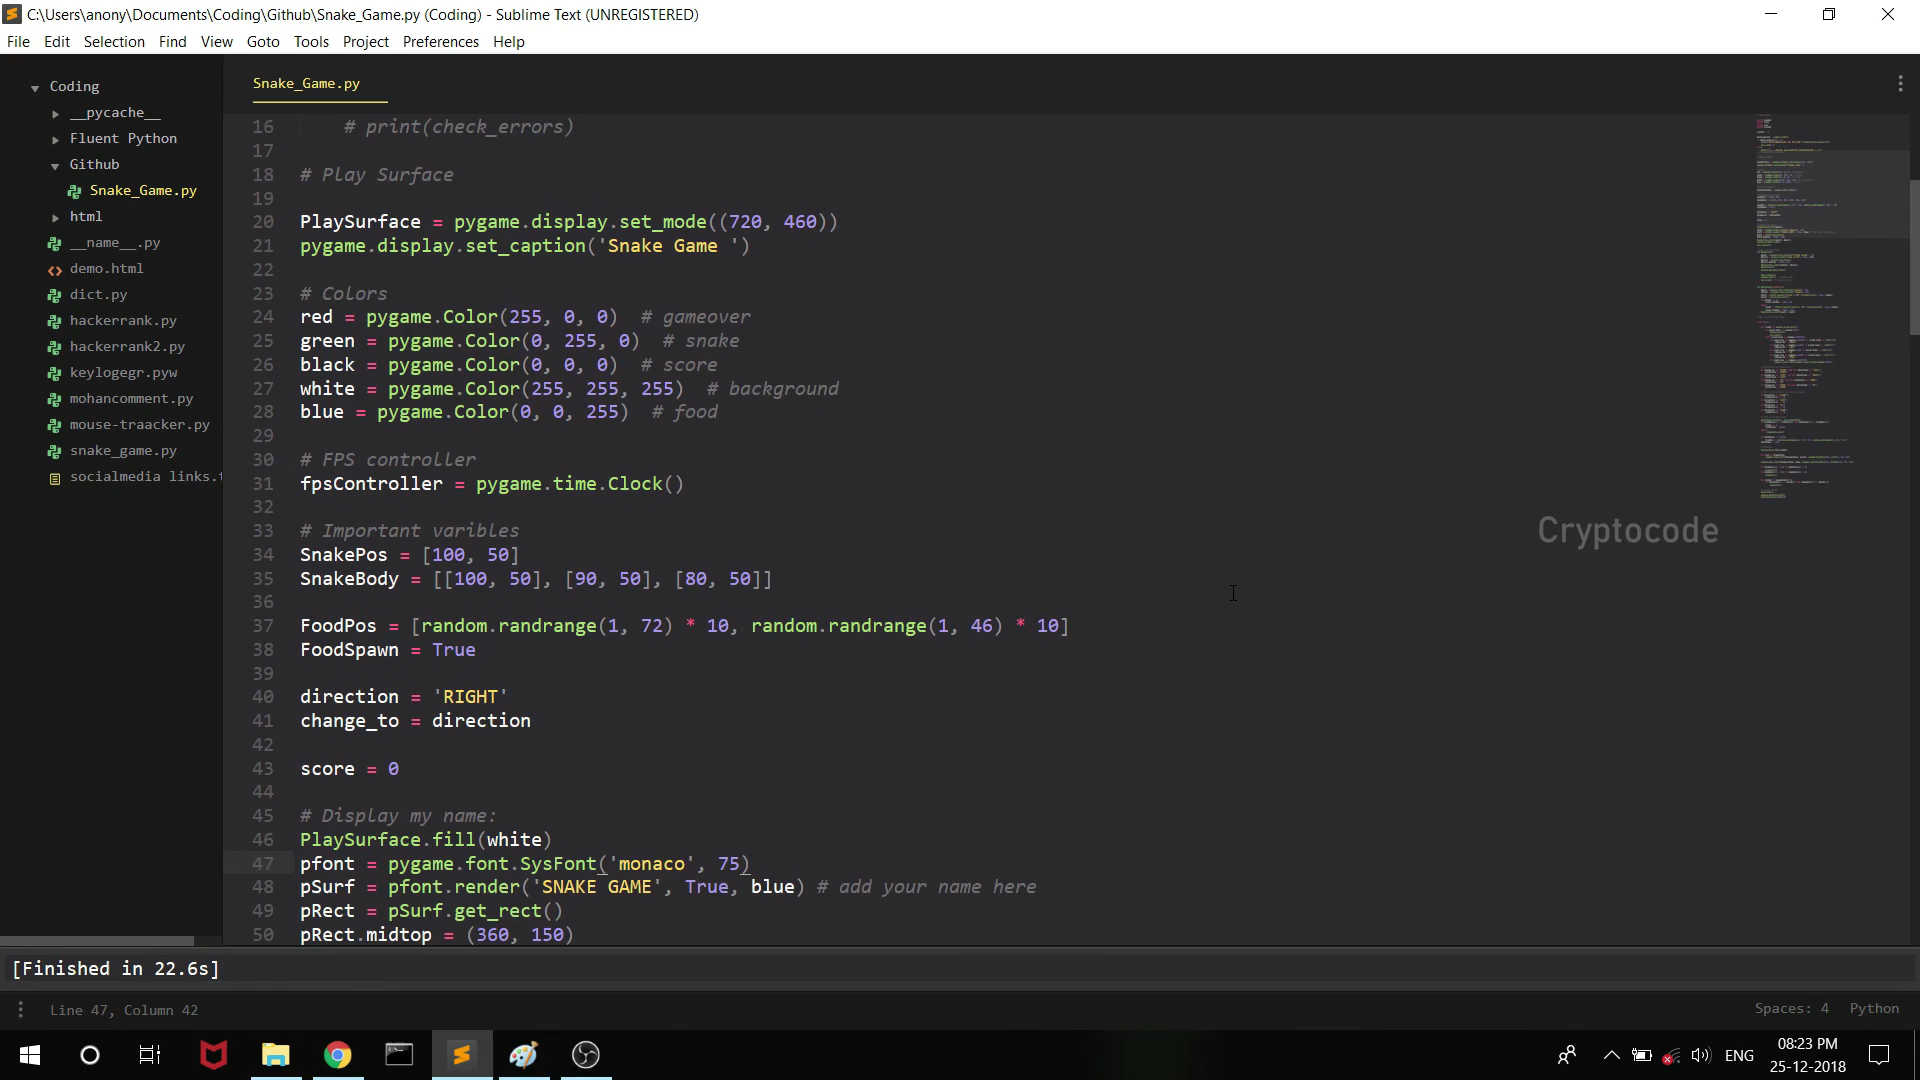 C:\Users\anony\Documents\Coding\Github\Snake_Game.py (Coding) - Sublime Text (UNREGISTERED)
File Edit Selection Find View Goto Tools Project Preferences Help
Coding
__pycache__
Fluent Python
Github
Snake_Game.py
html
__name__.py
demo.html
dict.py
hackerrank.py
hackerrank2.py
keylogegr.pyw
mohancomment.py
mouse-traacker.py
snake_game.py
socialmedia links.t
Snake_Game.py
16 # print(check_errors)
17
18 # Play Surface
19
20 PlaySurface = pygame.display.set_mode((720, 460))
21 pygame.display.set_caption('Snake Game ')
22
23 # Colors
24 red = pygame.Color(255, 0, 0)  # gameover
25 green = pygame.Color(0, 255, 0)  # snake
26 black = pygame.Color(0, 0, 0)  # score
27 white = pygame.Color(255, 255, 255)  # background
28 blue = pygame.Color(0, 0, 255)  # food
29
30 # FPS controller
31 fpsController = pygame.time.Clock()
32
33 # Important varibles
34 SnakePos = [100, 50]
35 SnakeBody = [[100, 50], [90, 50], [80, 50]]
36
37 FoodPos = [random.randrange(1, 72) * 10, random.randrange(1, 46) * 10]
38 FoodSpawn = True
39
40 direction = 'RIGHT'
41 change_to = direction
42
43 score = 0
44
45 # Display my name:
46 PlaySurface.fill(white)
47 pfont = pygame.font.SysFont('monaco', 75)
48 pSurf = pfont.render('SNAKE GAME', True, blue) # add your name here
49 pRect = pSurf.get_rect()
50 pRect.midtop = (360, 150)
Cryptocode
[Finished in 22.6s]
Line 47, Column 42
Spaces: 4 Python
ENG
08:23 PM
25-12-2018